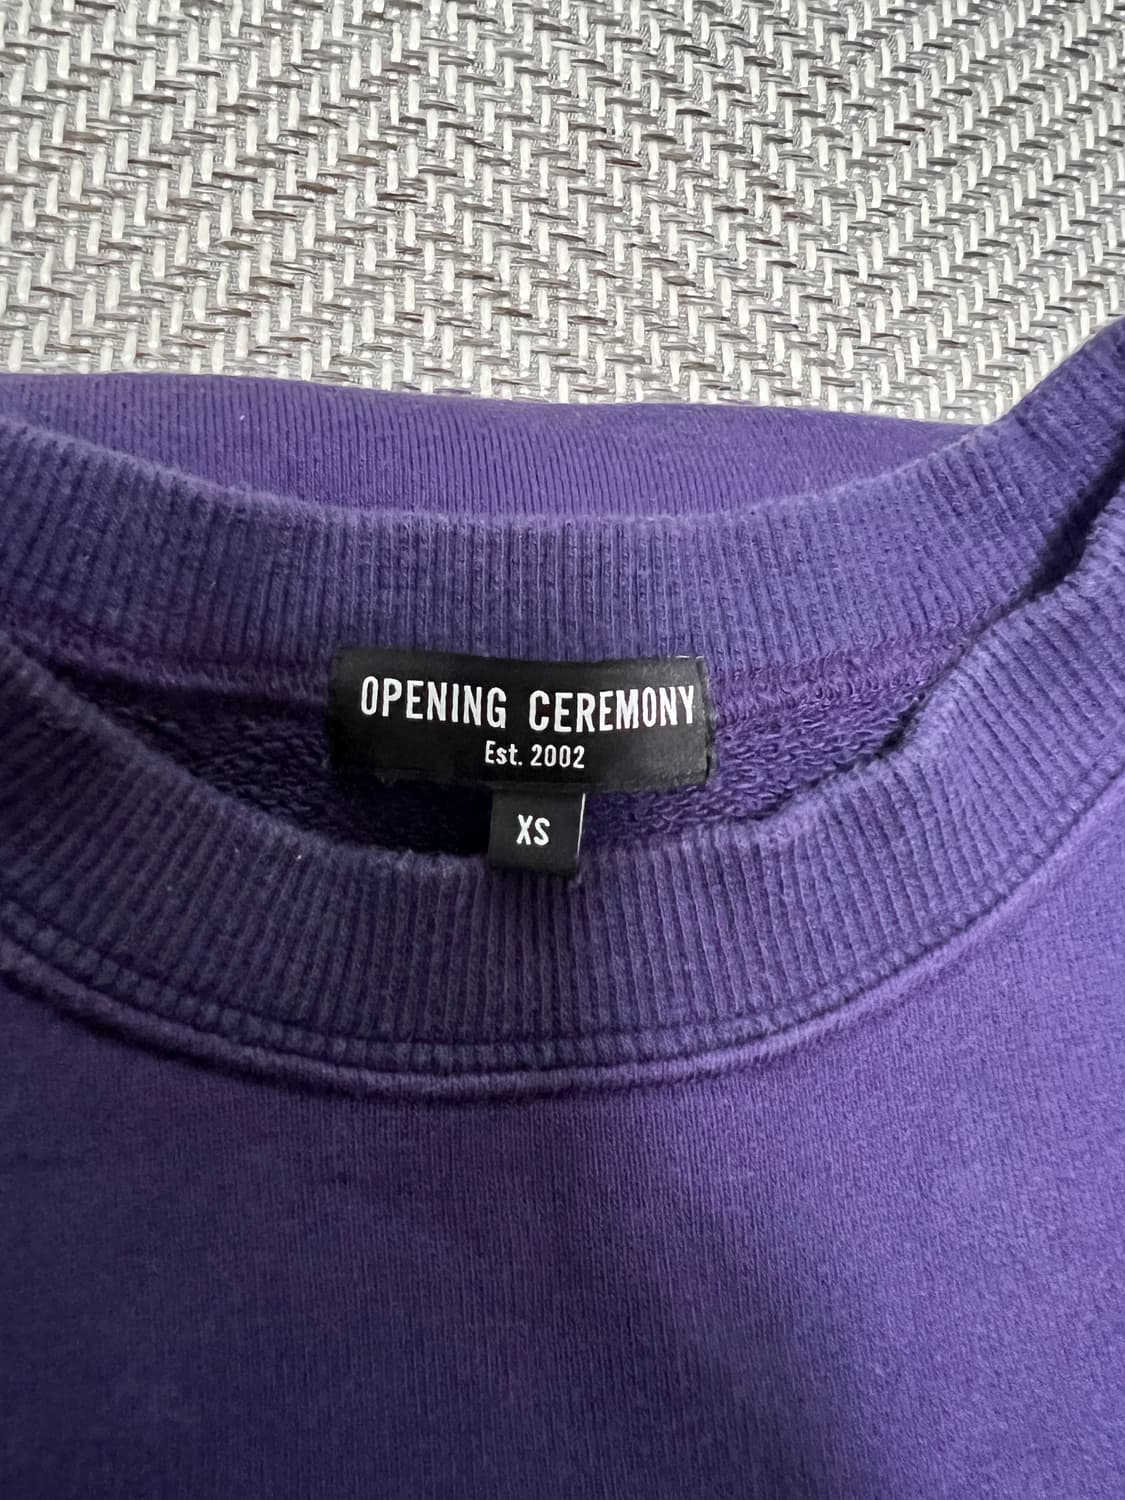 OPENING CEREMONY
Est. 2002
XS